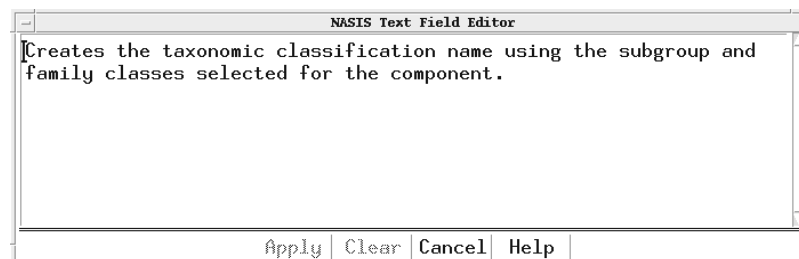 NASIS Text Field Editor
Creates the taxonomic classification name using the subgroup and
family classes selected for the component.
Apply Clear Cancel Help